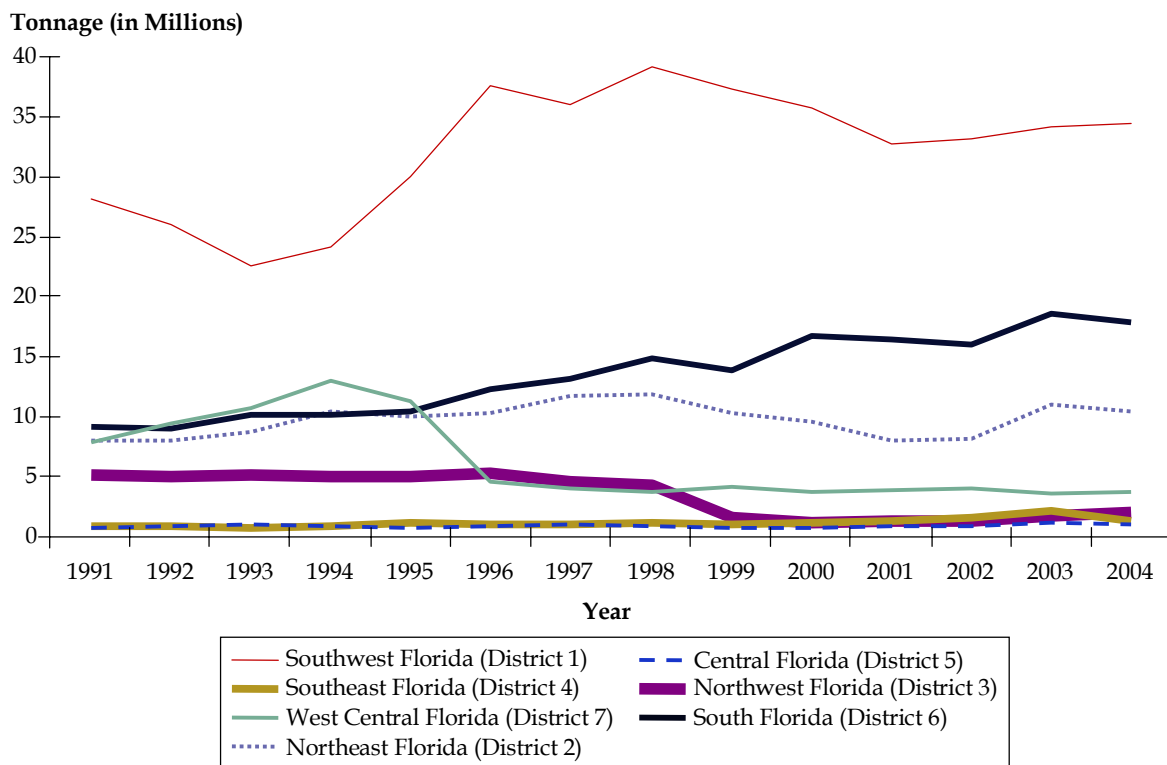 Tonnage (in Millions)
40
35
30
25
20
15
10
5
0
1991 1992 1993 1994 1995 1996 1997 1998 1999 2000 2001 2002 2003 2004
Year
Southwest Florida (District 1) Central Florida (District 5)
Southeast Florida (District 4) Northwest Florida (District 3)
West Central Florida (District 7) South Florida (District 6)
Northeast Florida (District 2)